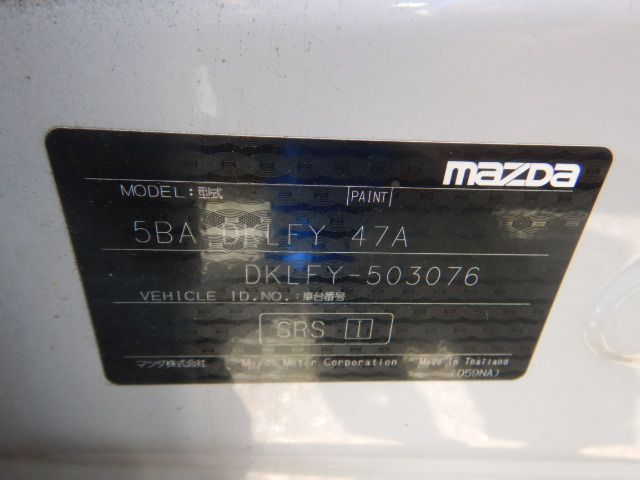 mazda
MODEL:型式 PAINT
5BA-DKLFY 47A
DKLFY-503076
VEHICLE ID.NO.:車台番号
SRS II
マツダ株式会社 Mazda Motor Corporation Made in Thailand
(D59NA)